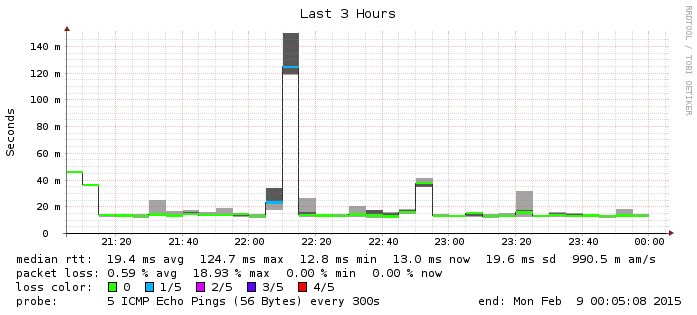 Last 3 Hours
RRDTOOL / TOBI OETIKER
Seconds
140 m
120 m
100 m
80 m
60 m
40 m
20 m
0
21:20 21:40 22:00 22:20 22:40 23:00 23:20 23:40 00:00
median rtt: 19.4 ms avg 124.7 ms max 12.8 ms min 13.0 ms now 19.6 ms sd 990.5 m am/s
packet loss: 0.59 % avg 18.93 % max 0.00 % min 0.00 % now
loss color: 0 1/5 2/5 3/5 4/5
probe: 5 ICMP Echo Pings (56 Bytes) every 300s end: Mon Feb 9 00:05:08 2015